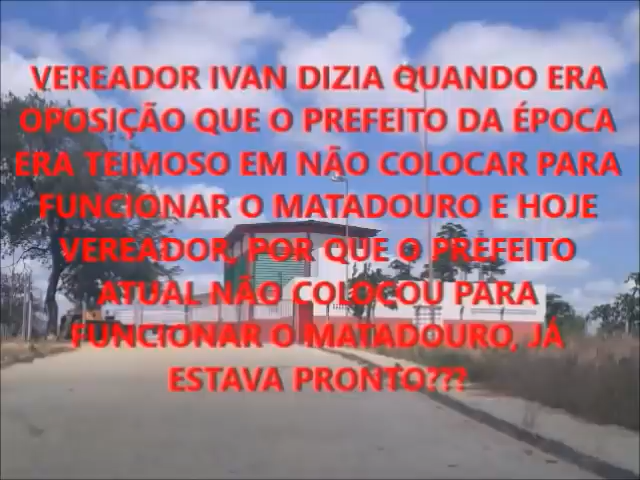 VEREADOR IVAN DIZIA QUANDO ERA
OPOSIÇÃO QUE O PREFEITO DA ÉPOCA
ERA TEIMOSO EM NÃO COLOCAR PARA
FUNCIONAR O MATADOURO E HOJE
VEREADOR, POR QUE O PREFEITO
ATUAL NÃO COLOCOU PARA
FUNCIONAR O MATADOURO, JÁ
ESTAVA PRONTO???